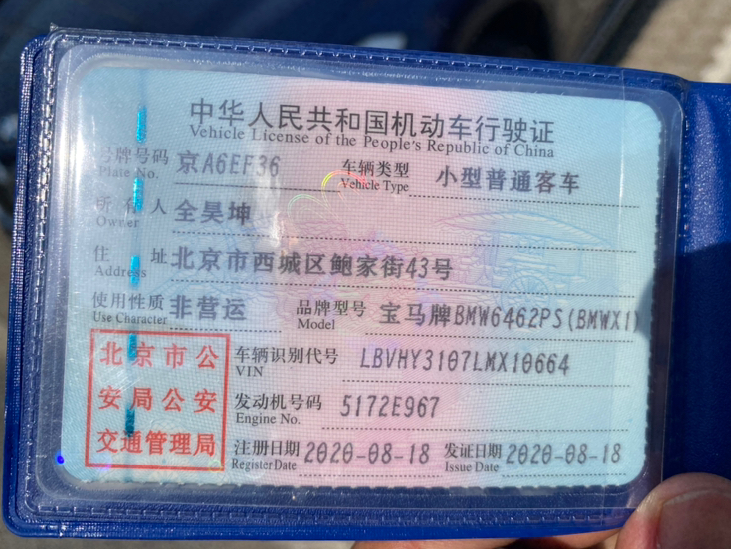 中华人民共和国机动车行驶证
Vehicle License of the People's Republic of China
号牌号码 京A6EF36 车辆类型 小型普通客车
Plate No. Vehicle Type
所有人 全昊坤
Owner
住址 北京市西城区鲍家街43号
Address
使用性质 非营运 品牌型号 宝马牌BMW6462PS(BMWX1)
Use Character Model
北京市公
安局公安
交通管理局
车辆识别代号 LBVHY3107LMX10664
VIN
发动机号码 5172E967
Engine No.
注册日期 2020-08-18 发证日期 2020-08-18
Register Date Issue Date